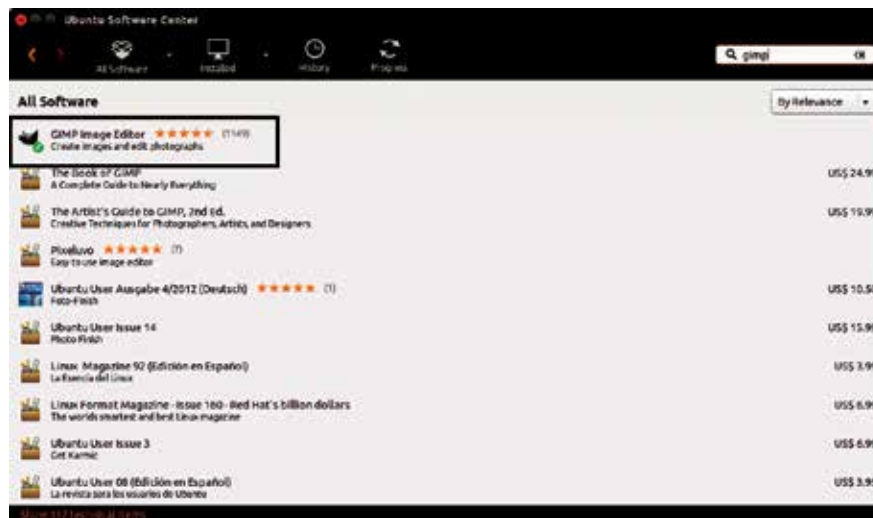 Ubuntu Software Center
All Software
Installed
History
Progress
gimp
All Software
By Relevance
GIMP Image Editor (1149)
Create images and edit photographs
The Book of GIMP
A Complete Guide to Nearly Everything
US$ 24.9
The Artist's Guide to GIMP, 2nd Ed.
Creative Techniques for Photographers, Artists, and Designers
US$ 19.9
Pixeluvo (7)
Easy to use image editor
Ubuntu User Ausgabe 4/2012 (Deutsch) (1)
Foto-Finish
US$ 10.5
Ubuntu User Issue 14
Photo Finish
US$ 15.9
Linux Magazine 92 (Edición en Español)
La Esencia del Linux
US$ 3.9
Linux Format Magazine - Issue 160 - Red Hat's billion dollars
The worlds smartest and best Linux magazine
US$ 6.9
Ubuntu User Issue 3
Get Karmic
US$ 6.9
Ubuntu User 08 (Edición en Español)
La revista para los usuarios de Ubuntu
US$ 3.9
Show technical items